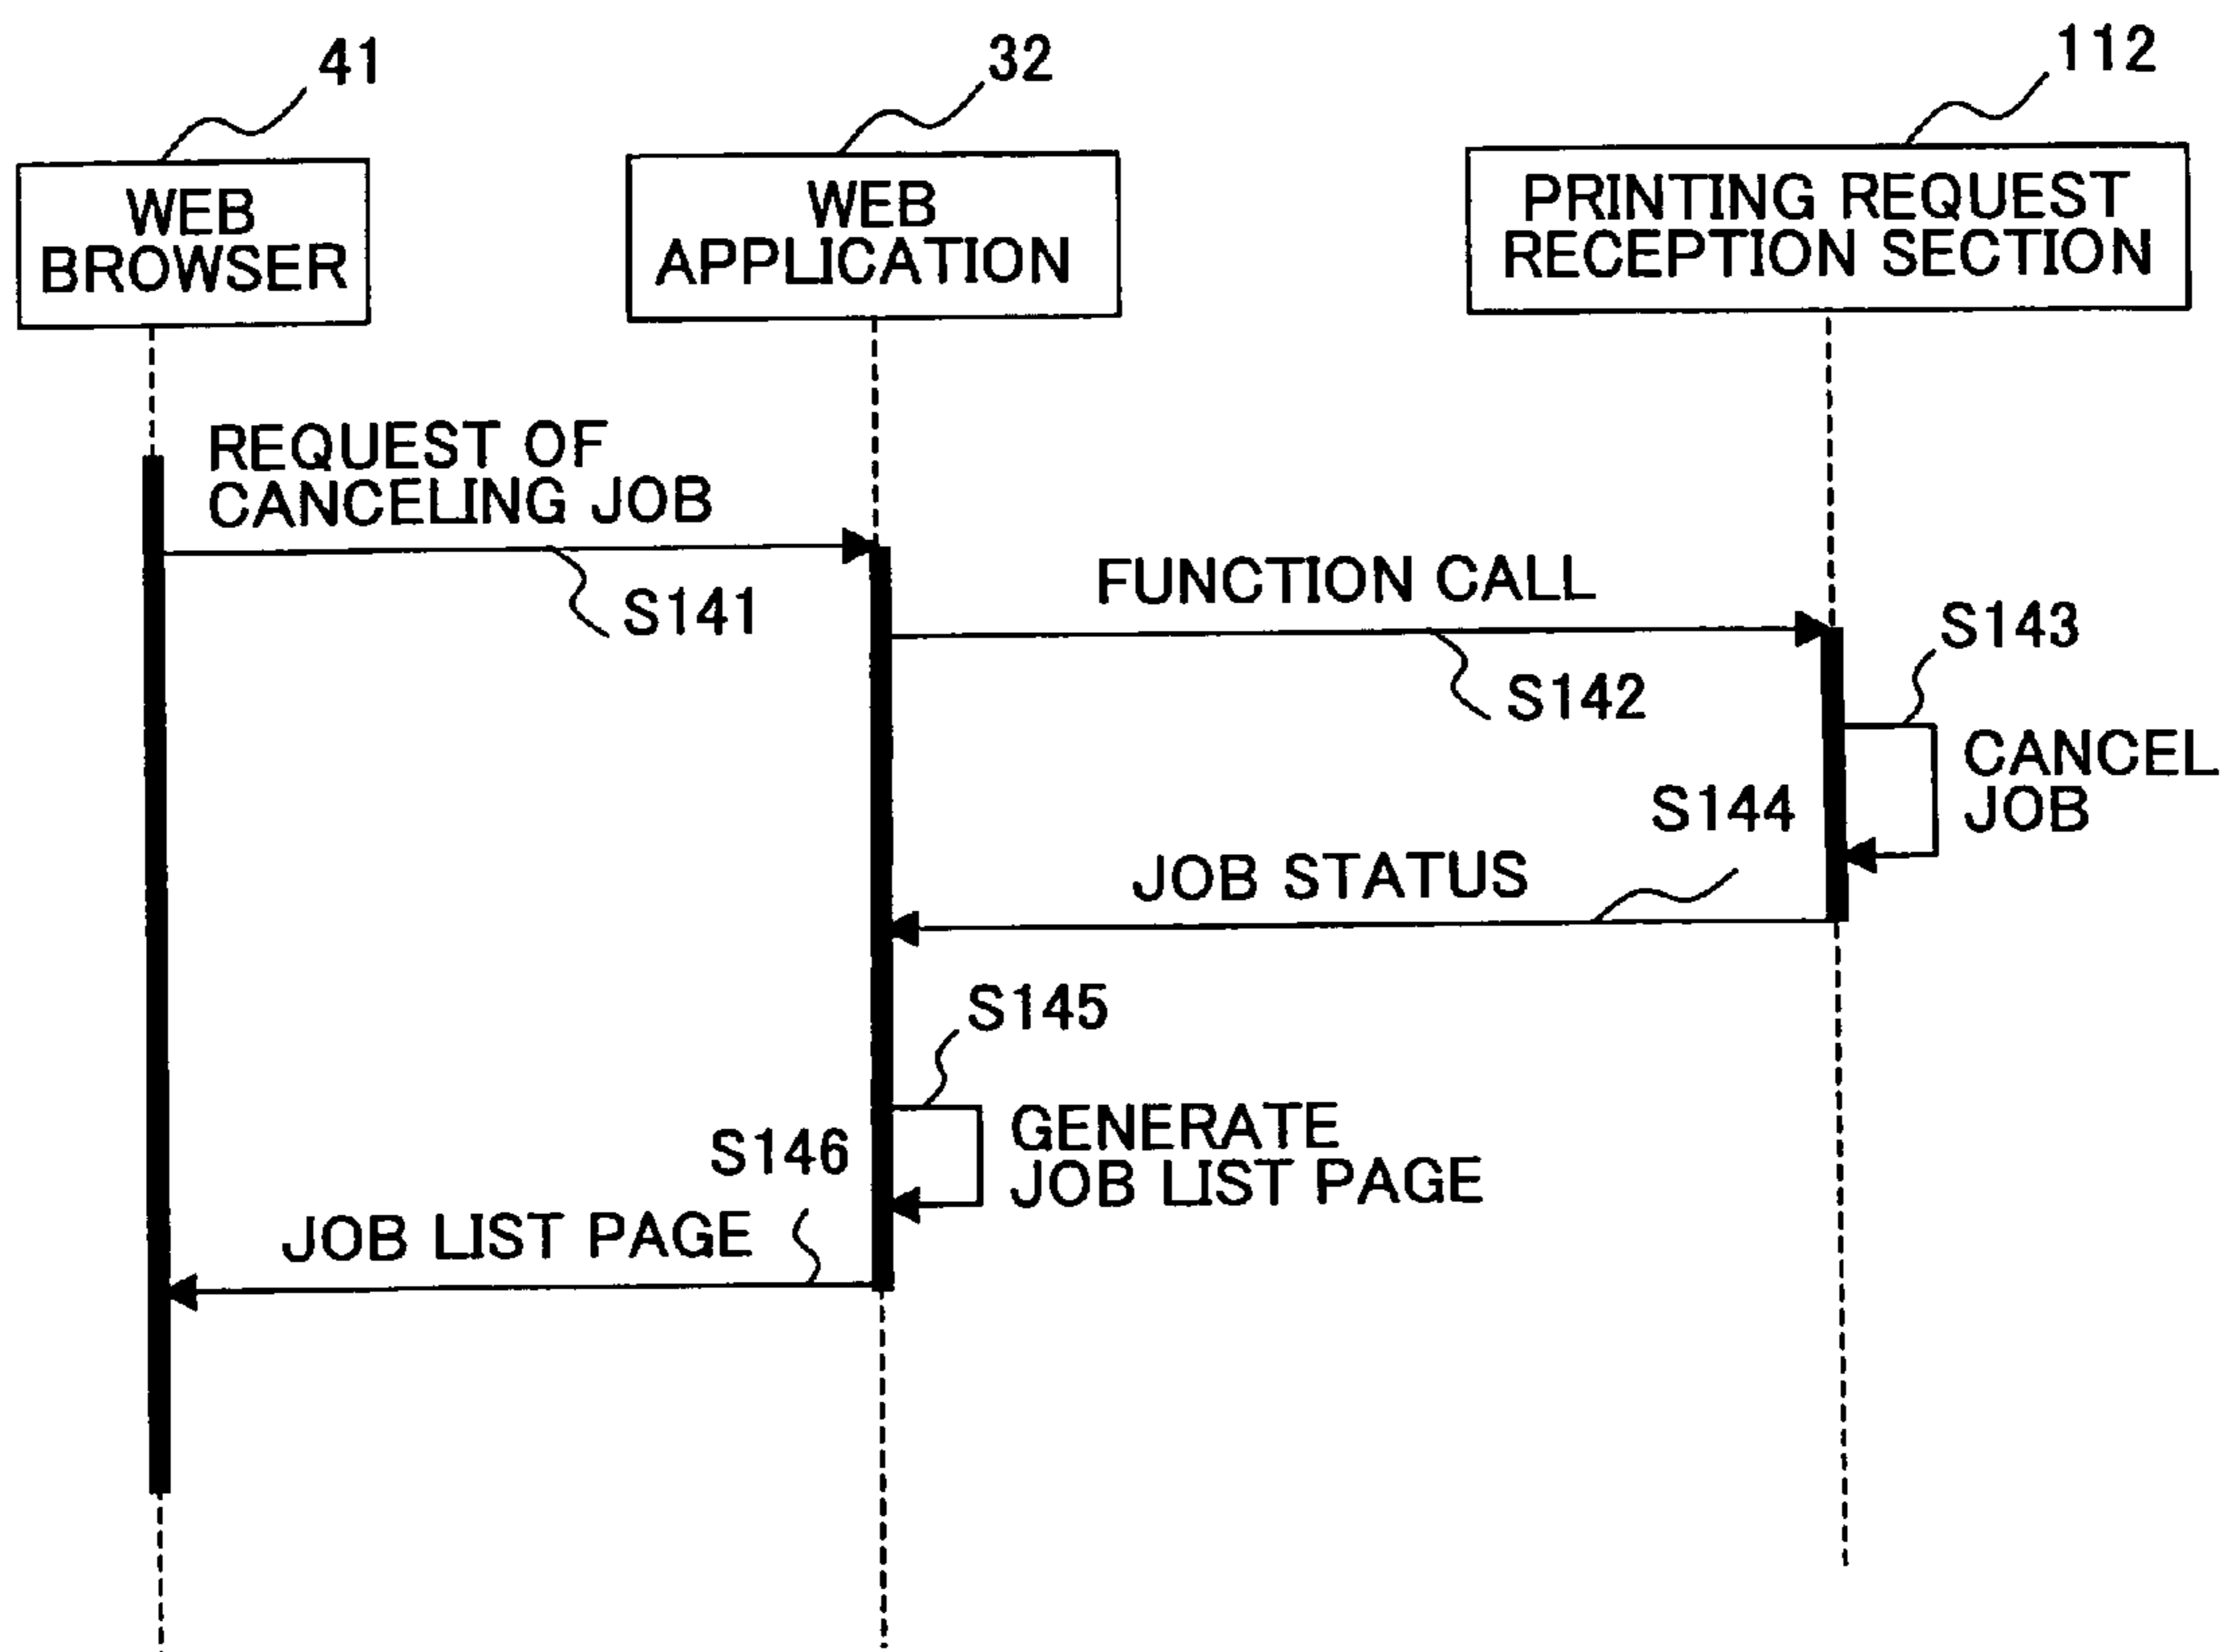 41
32
112
WEB
BROWSER
WEB
APPLICATION
PRINTING REQUEST
RECEPTION SECTION
REQUEST OF
CANCELING JOB
S141
FUNCTION CALL
S142
S143
CANCEL
JOB
S144
JOB STATUS
S145
GENERATE
JOB LIST PAGE
S146
JOB LIST PAGE